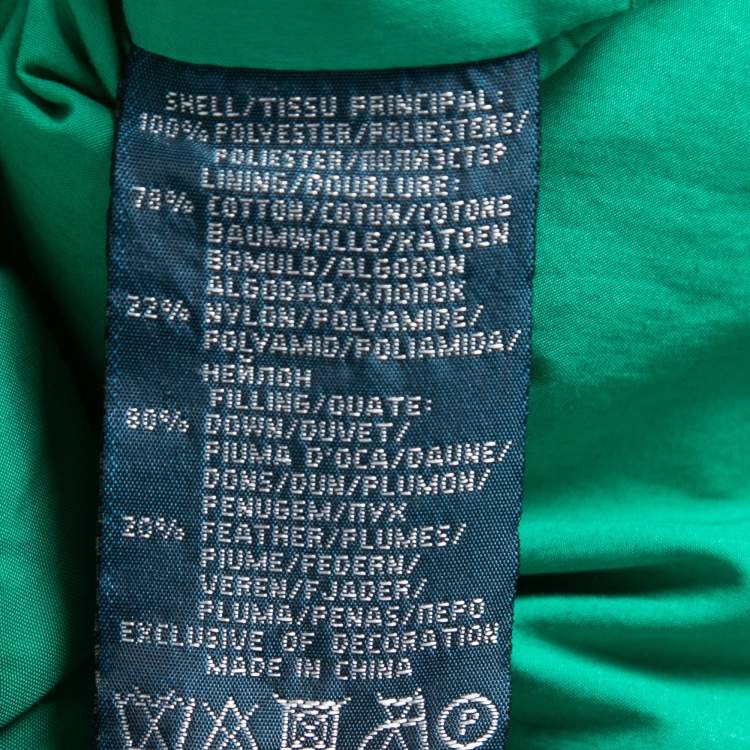 SHELL/TISSU PRINCIPAL:
100% POLYESTER/POLIESTERE/
POLIESTER/ПОЛИЭСТЕР
LINING/DOUBLURE:
78% COTTON/COTON/COTONE
BAUMWOLLE/KATOEN
BOMULD/ALGODON
ALGODAO/ХЛОПОК
22% NYLON/POLYAMIDE/
POLYAMID/POLIAMIDA/
НЕЙЛОН
FILLING/OUATE:
80% DOWN/DUVET/
PIUMA D'OCA/DAUNE/
DONS/DUN/PLUMON/
PENUGEM/ПУХ
20% FEATHER/PLUMES/
PIUME/FEDERN/
VEREN/FJADER/
PLUMA/PENAS/ПЕРО
EXCLUSIVE OF DECORATION
MADE IN CHINA
P